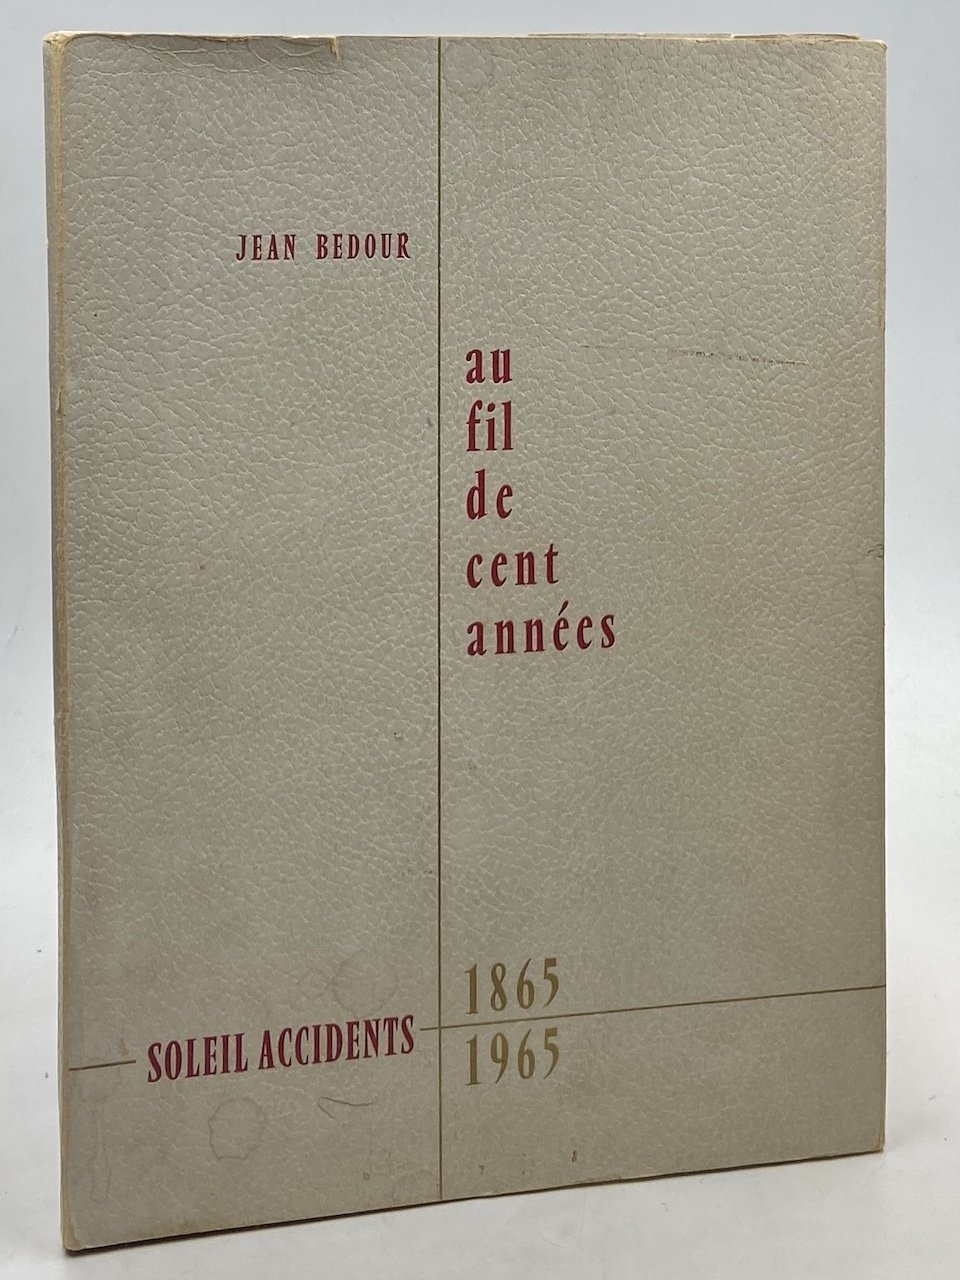 JEAN BEDOUR
au
fil
de
cent
années
1865
SOLEIL ACCIDENTS
1965